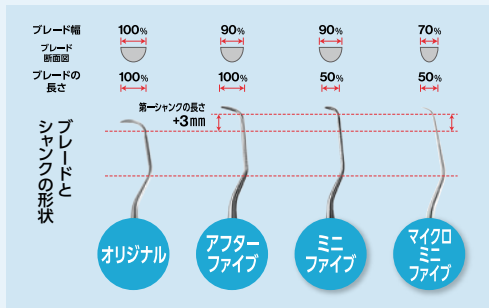 ブレード幅
100%
90%
90%
70%
ブレード
断面図
ブレードの
長さ
100%
100%
50%
50%
第一シャンクの長さ
+3mm
ブレードと
シャンクの形状
オリジナル
アフター
ファイブ
ミニ
ファイブ
マイクロ
ミニ
ファイブ